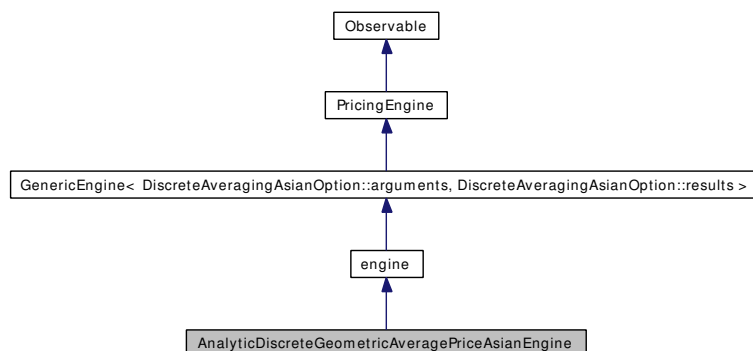 Observable
PricingEngine
GenericEngine< DiscreteAveragingAsianOption::arguments, DiscreteAveragingAsianOption::results >
engine
AnalyticDiscreteGeometricAveragePriceAsianEngine